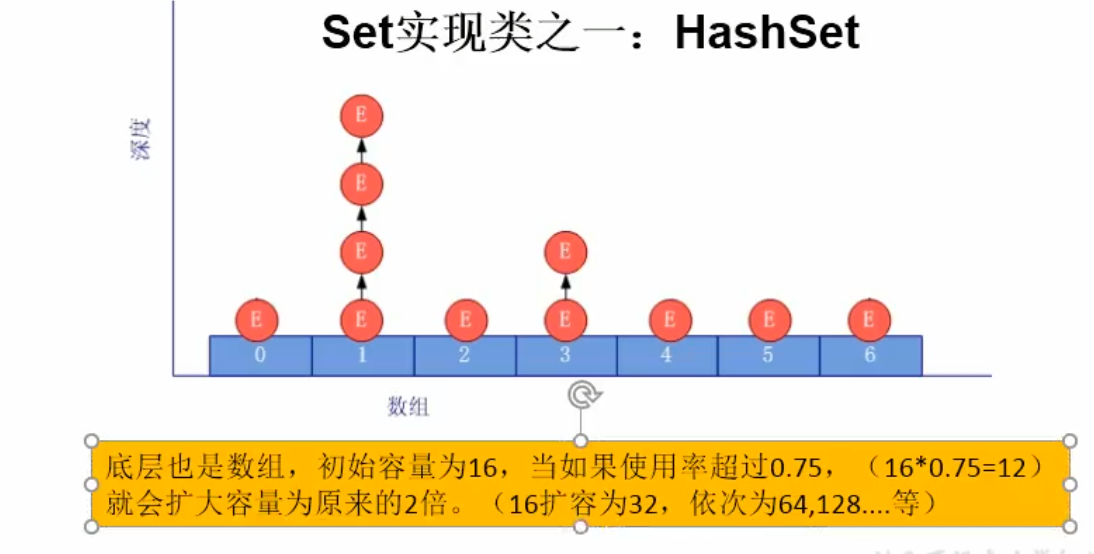 Set实现类之一：HashSet
深度
E
E
E
E
E
E
E
E
E
E
E
0
1
2
3
4
5
6
数组
底层也是数组，初始容量为16，当如果使用率超过0.75，（16*0.75=12）
就会扩大容量为原来的2倍。（16扩容为32，依次为64,128....等）